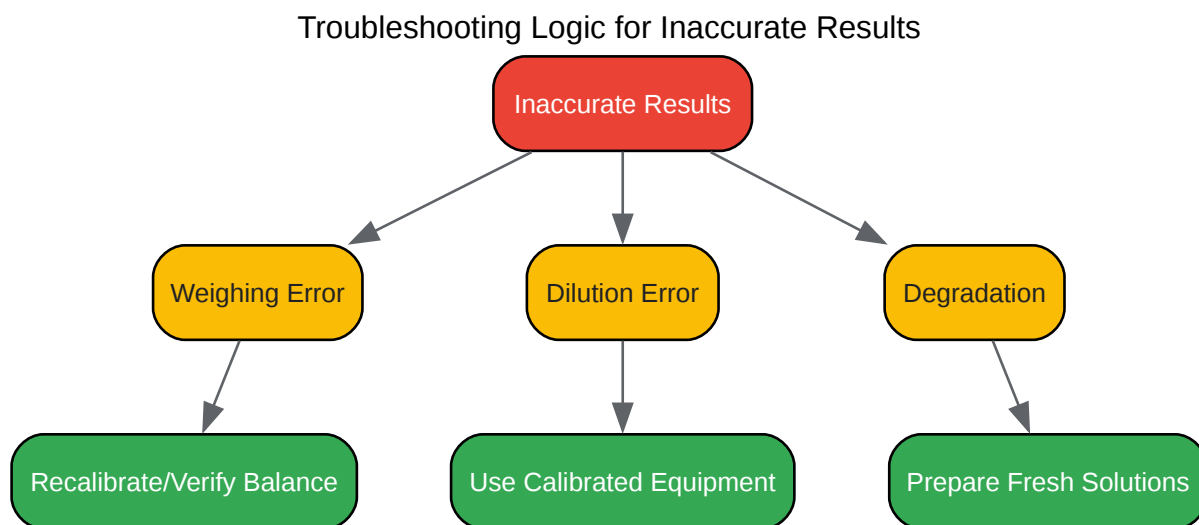 Troubleshooting Logic for Inaccurate Results
Inaccurate Results
Weighing Error
Dilution Error
Degradation
Recalibrate/Verify Balance
Use Calibrated Equipment
Prepare Fresh Solutions